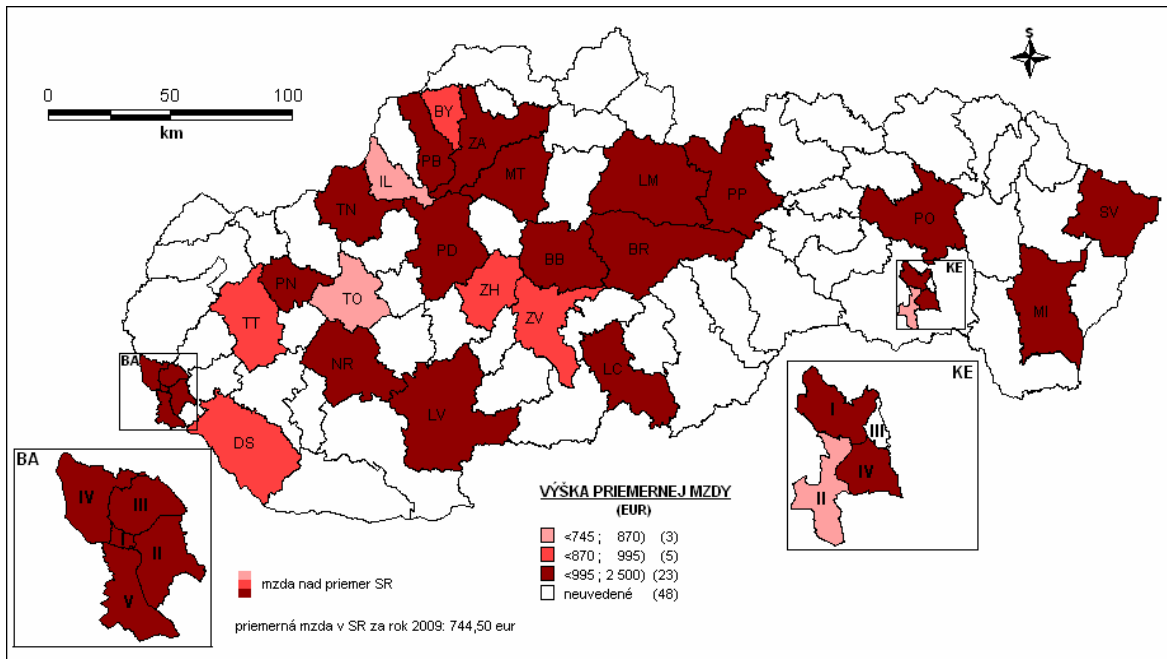 S
0 50 100
km
BY
ZA
PB
IL
MT
LM
PP
TN
PO
SV
PD
BB
BR
KE
PN
TO
ZH
ZV
MI
TT
BA
NR
LC
LV
DS
KE
I
III
IV
II
BA
IV
III
I
II
V
VÝŠKA PRIEMERNEJ MZDY
(EUR)
<745 ; 870) (3)
<870 ; 995) (5)
<995 ; 2 500) (23)
neuvedené (48)
mzda nad priemer SR
priemerná mzda v SR za rok 2009: 744,50 eur